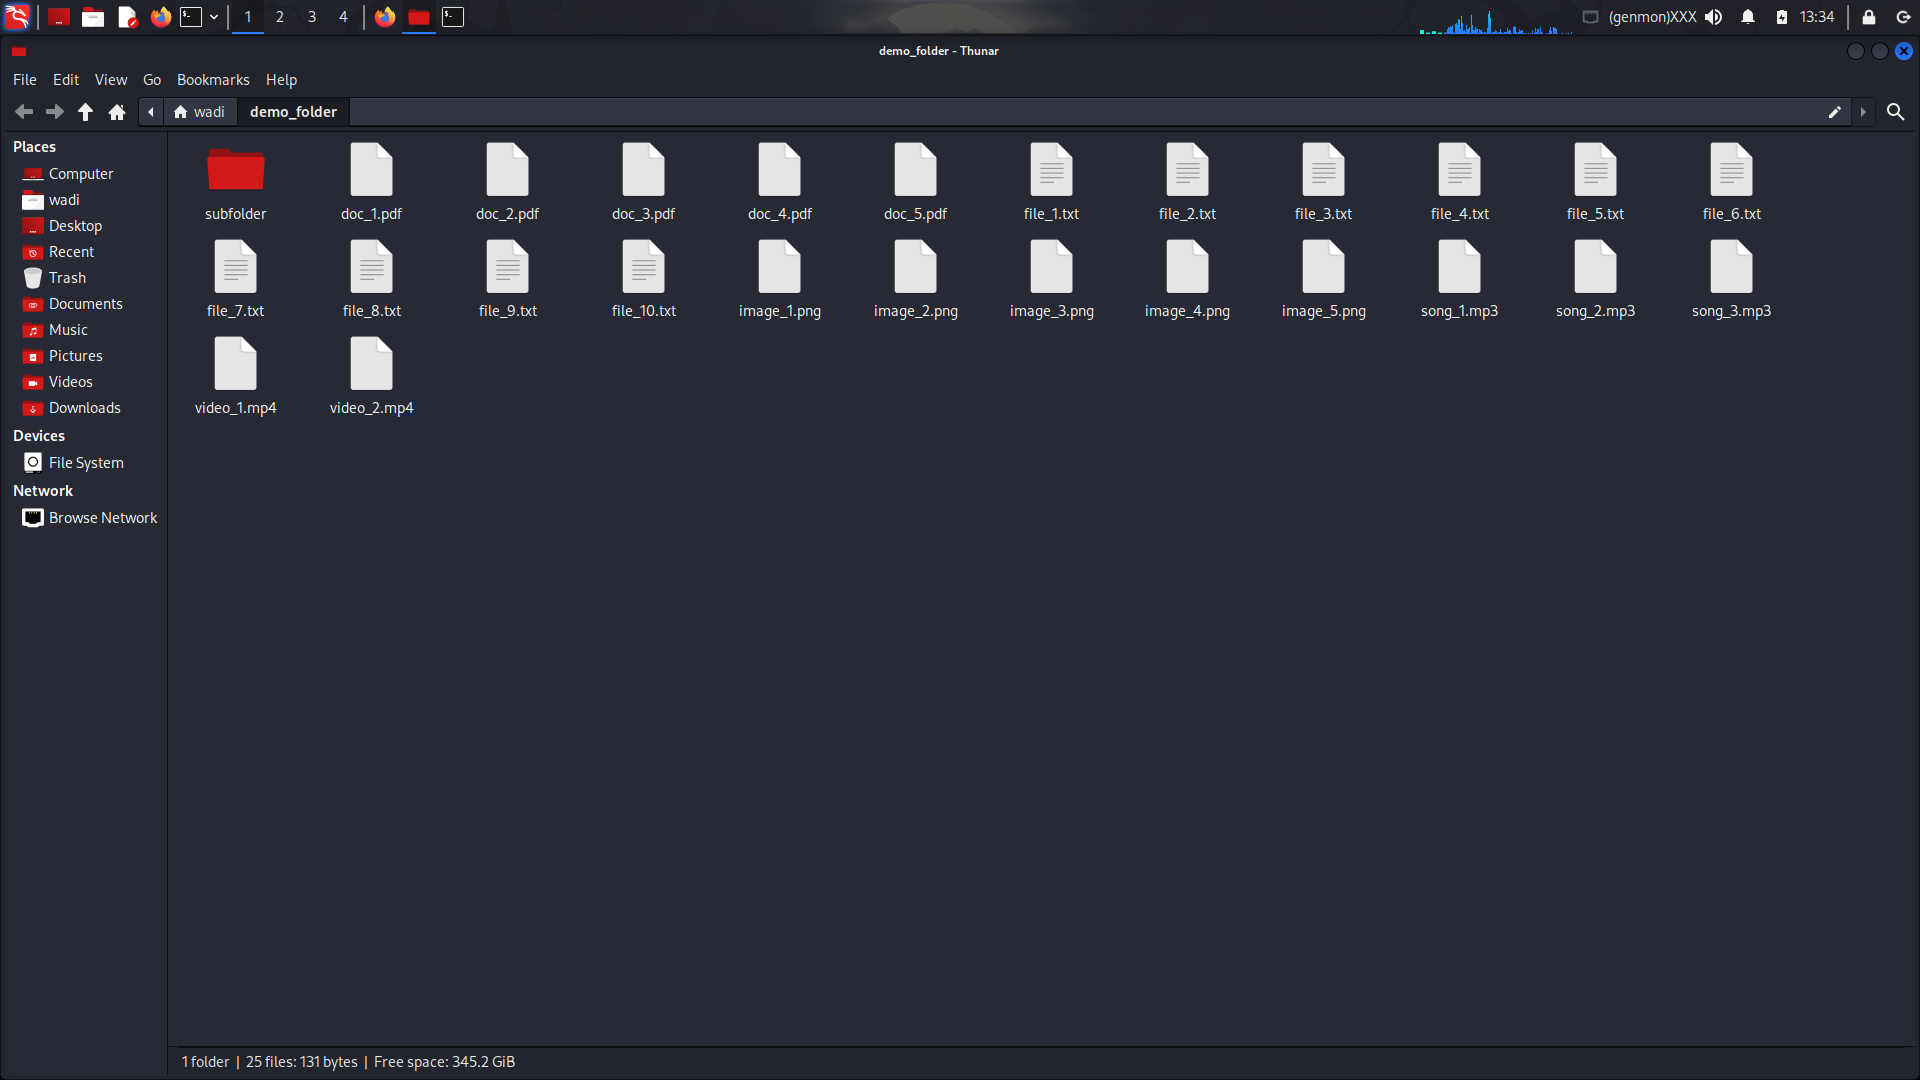 1 2 3 4 (genmon)XXX 13:34
demo_folder - Thunar
File Edit View Go Bookmarks Help
wadi demo_folder
Places
Computer
wadi
Desktop
Recent
Trash
Documents
Music
Pictures
Videos
Downloads
Devices
File System
Network
Browse Network
subfolder doc_1.pdf doc_2.pdf doc_3.pdf doc_4.pdf doc_5.pdf file_1.txt file_2.txt file_3.txt file_4.txt file_5.txt file_6.txt
file_7.txt file_8.txt file_9.txt file_10.txt image_1.png image_2.png image_3.png image_4.png image_5.png song_1.mp3 song_2.mp3 song_3.mp3
video_1.mp4 video_2.mp4
1 folder | 25 files: 131 bytes | Free space: 345.2 GiB